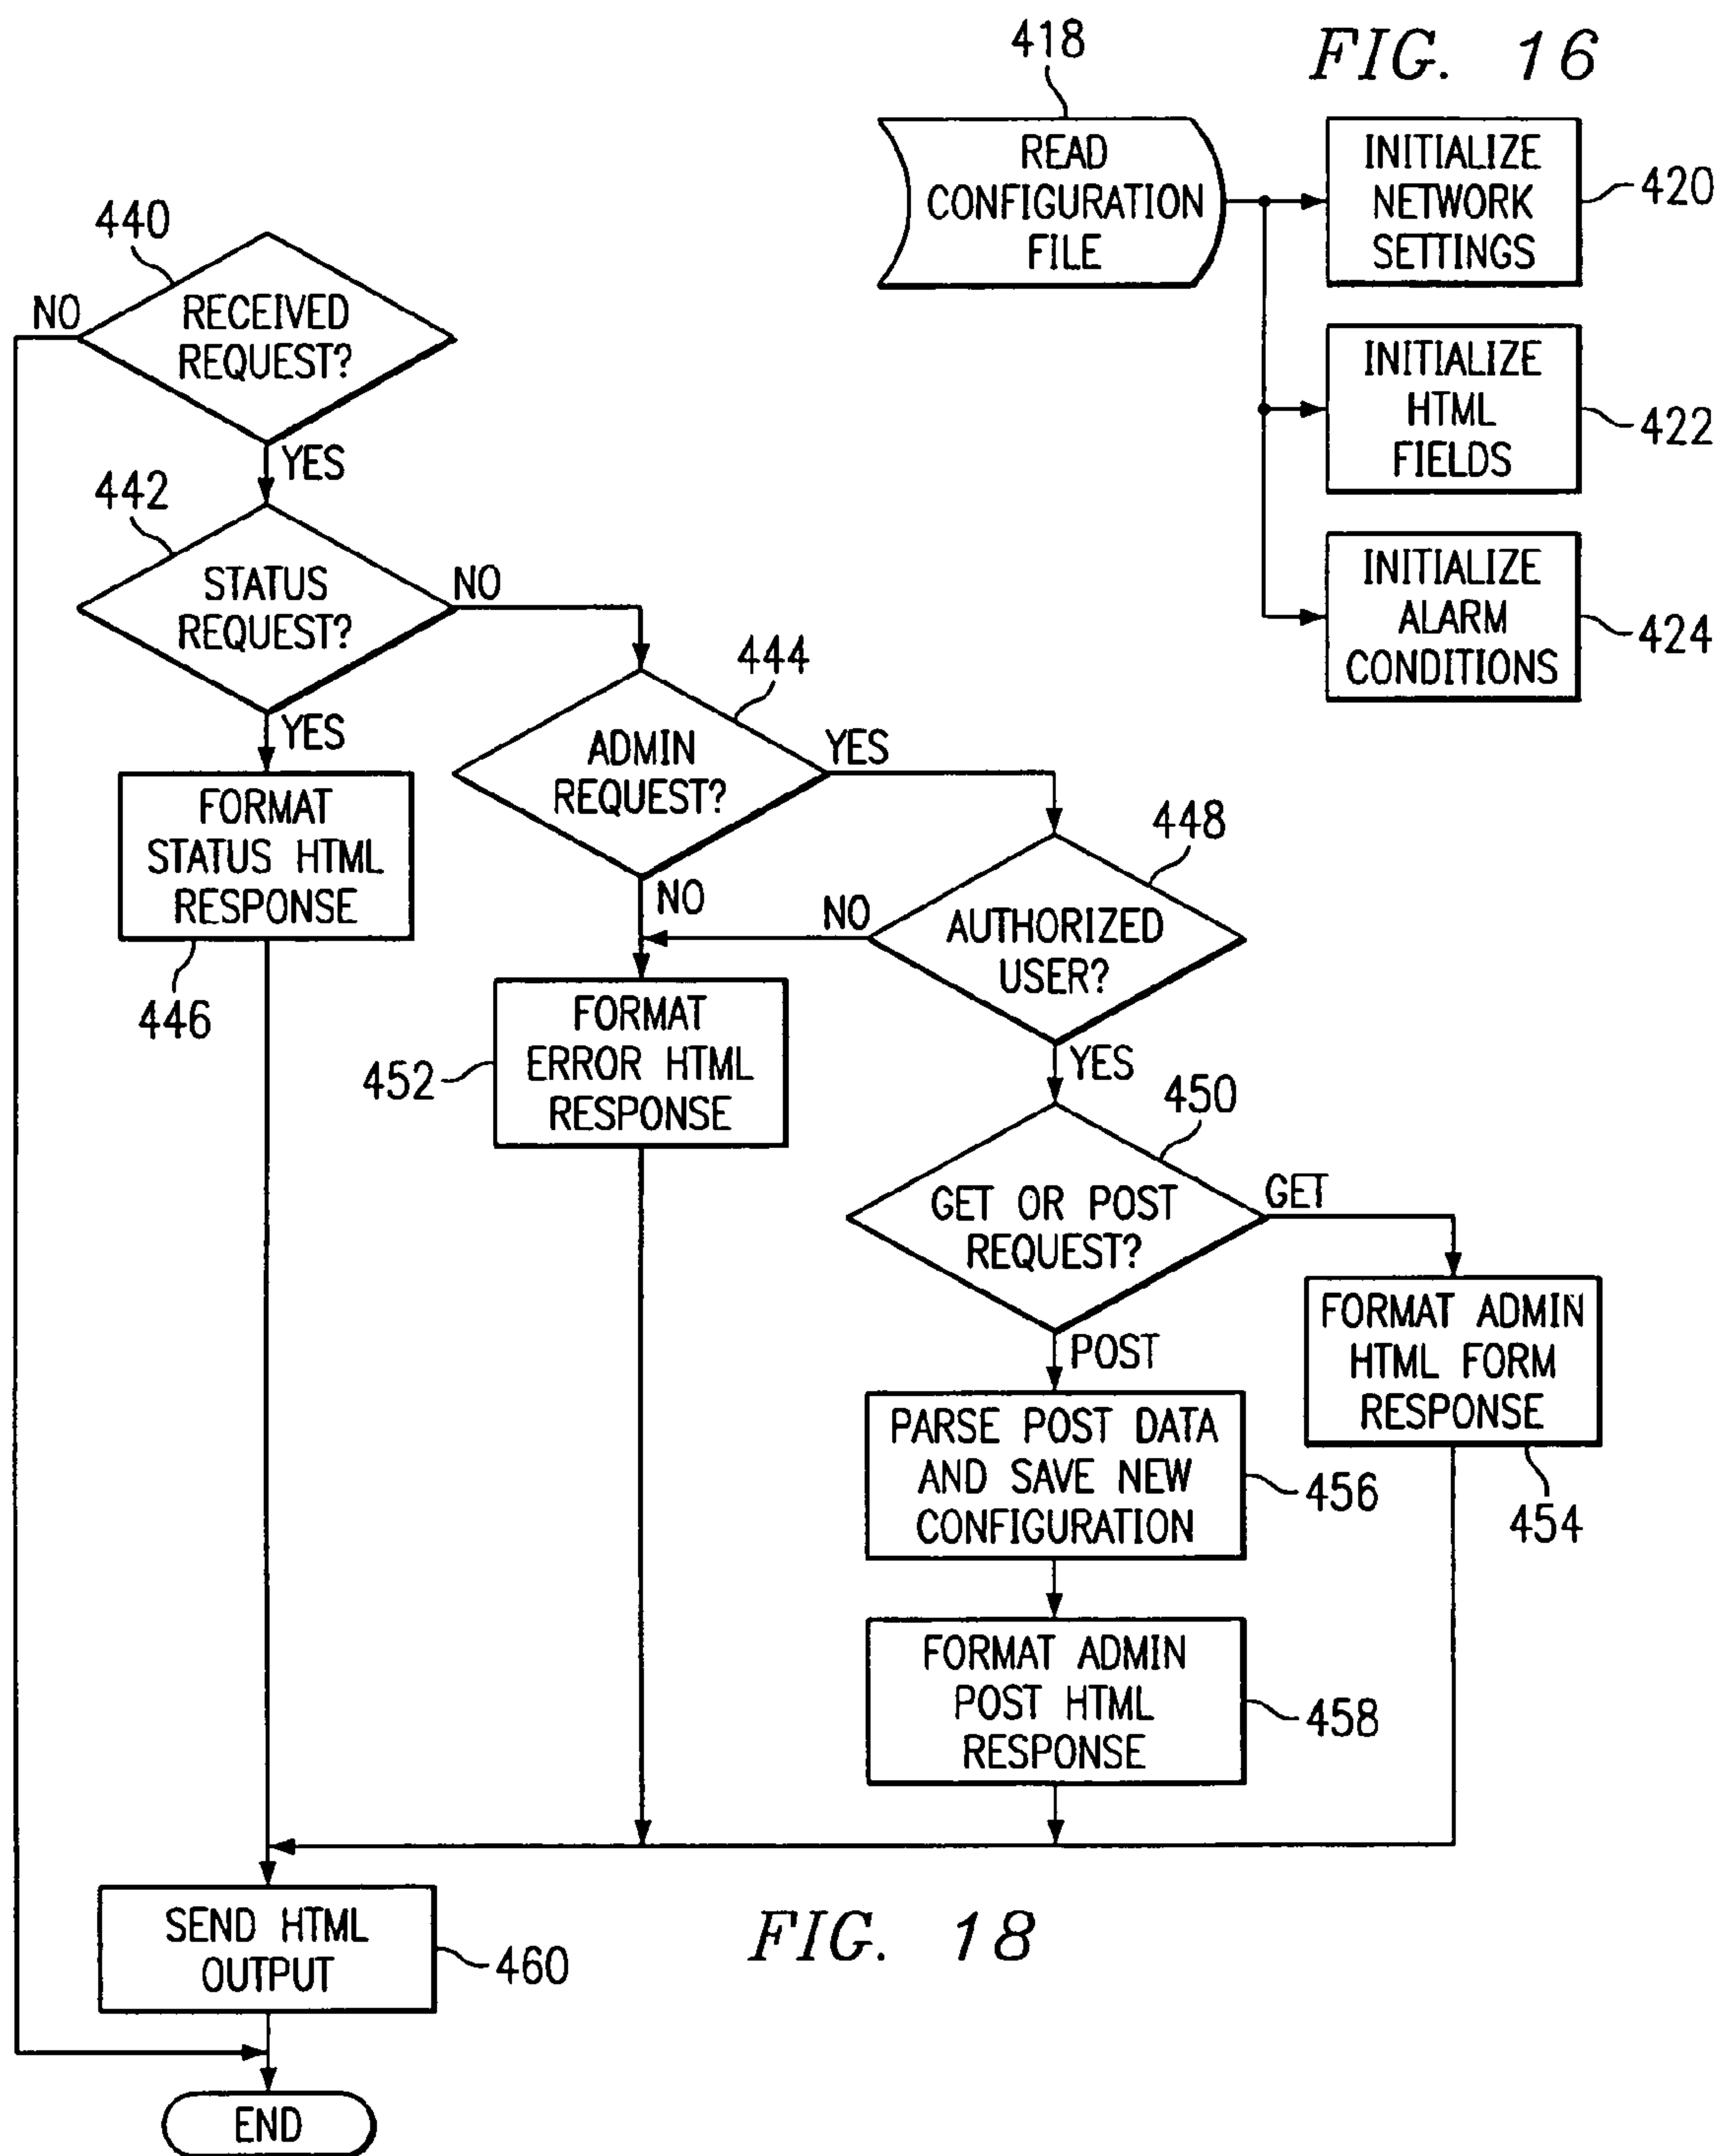 FIG. 16
418
READ
CONFIGURATION
FILE
INITIALIZE
NETWORK
SETTINGS
420
INITIALIZE
HTML
FIELDS
422
INITIALIZE
ALARM
CONDITIONS
424
440
NO
RECEIVED
REQUEST?
YES
442
STATUS
REQUEST?
NO
YES
444
ADMIN
REQUEST?
YES
NO
FORMAT
STATUS HTML
RESPONSE
446
448
NO
AUTHORIZED
USER?
YES
FORMAT
ERROR HTML
RESPONSE
452
450
GET OR POST
REQUEST?
GET
POST
FORMAT ADMIN
HTML FORM
RESPONSE
454
PARSE POST DATA
AND SAVE NEW
CONFIGURATION
456
FORMAT ADMIN
POST HTML
RESPONSE
458
SEND HTML
OUTPUT
460
FIG. 18
END